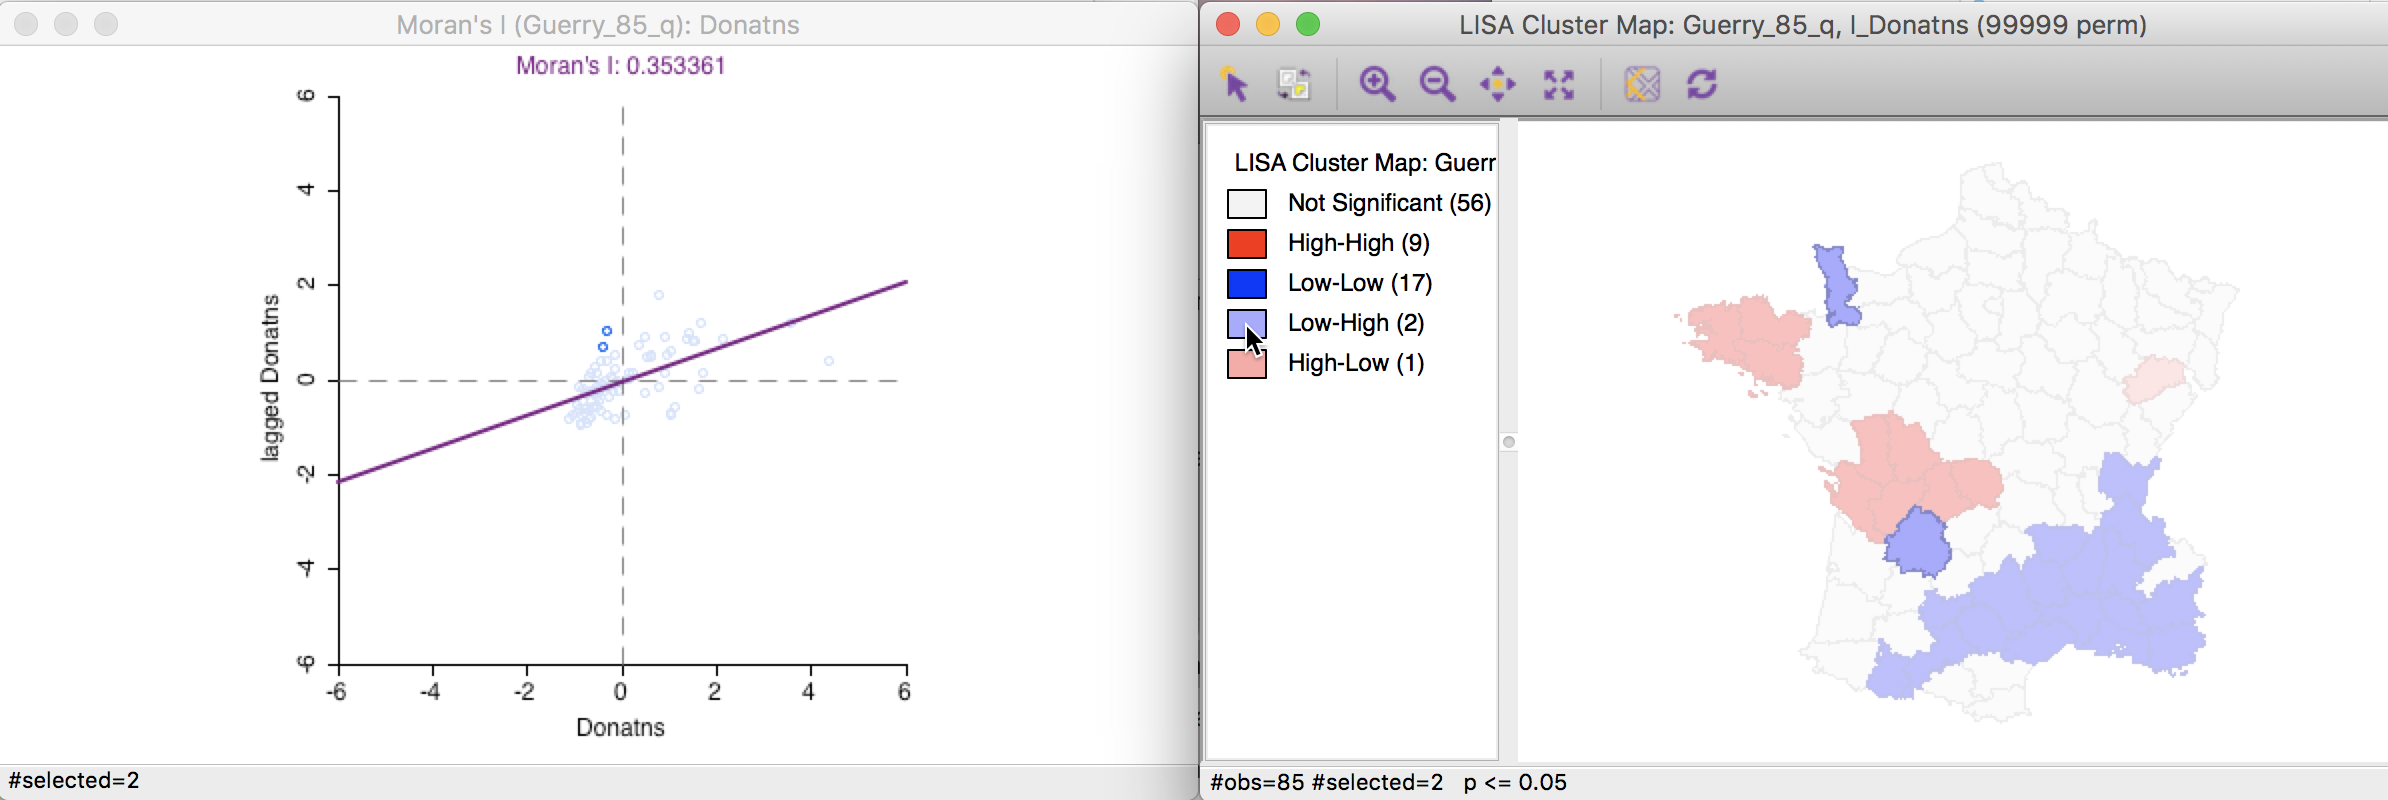 Moran's I (Guerry_85_q): Donatns
Moran's I: 0.353361
6
4
2
0
-2
-4
-6
lagged Donatns
-6 -4 -2 0 2 4 6
Donatns
#selected=2
LISA Cluster Map: Guerry_85_q, I_Donatns (99999 perm)
LISA Cluster Map: Guerr
Not Significant (56)
High-High (9)
Low-Low (17)
Low-High (2)
High-Low (1)
#obs=85 #selected=2 p <= 0.05